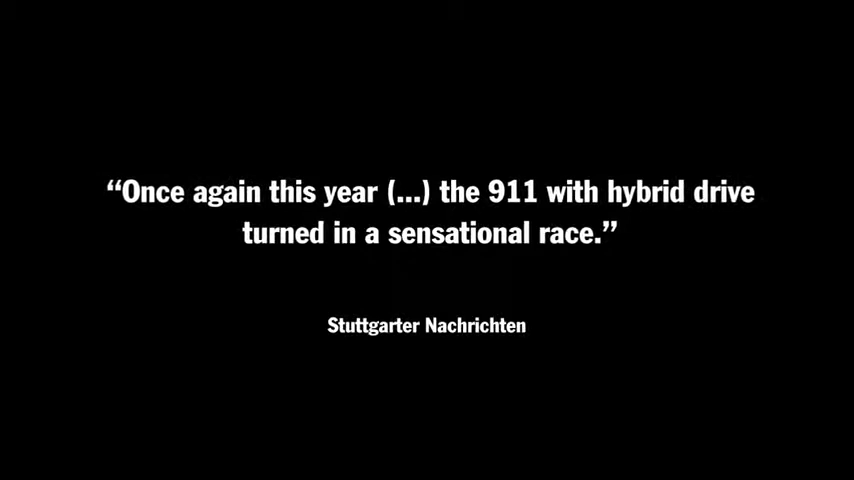 “Once again this year (...) the 911 with hybrid drive
turned in a sensational race.”
Stuttgarter Nachrichten